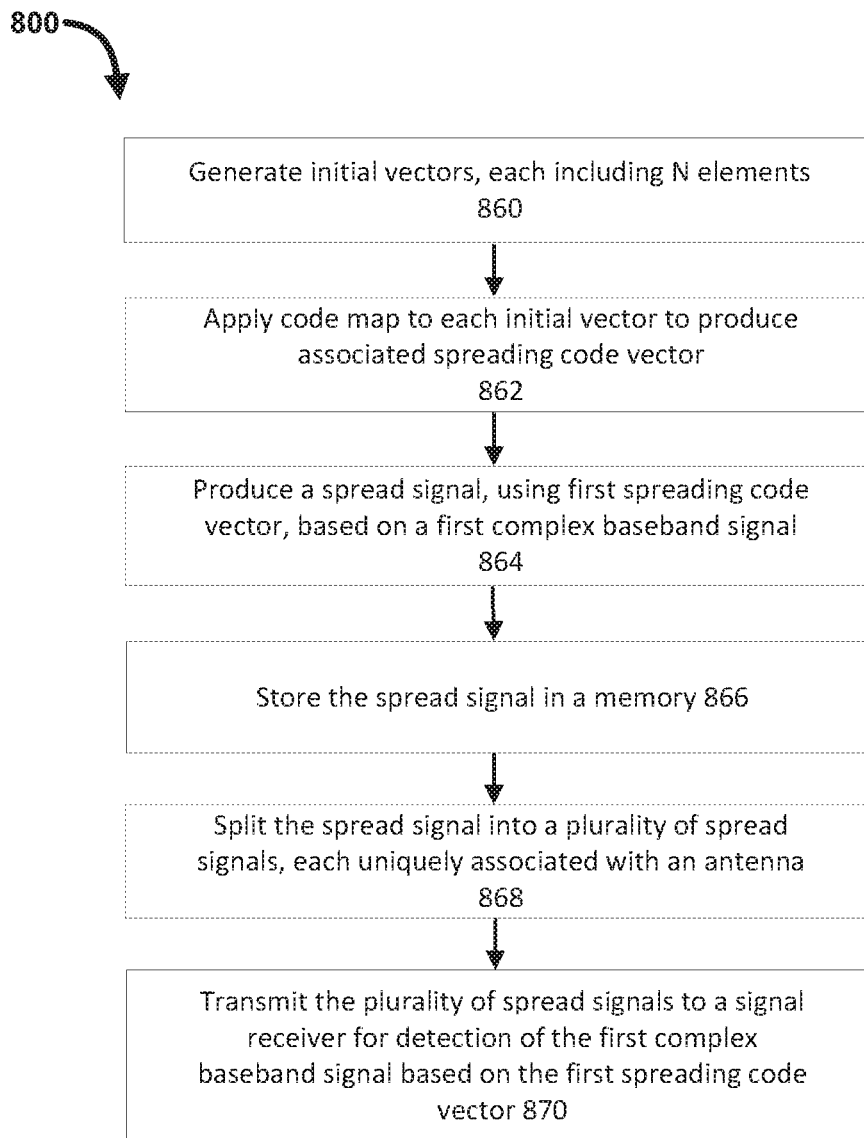 800
Generate initial vectors, each including N elements
860
Apply code map to each initial vector to produce
associated spreading code vector
862
Produce a spread signal, using first spreading code
vector, based on a first complex baseband signal
864
Store the spread signal in a memory 866
Split the spread signal into a plurality of spread
signals, each uniquely associated with an antenna
868
Transmit the plurality of spread signals to a signal
receiver for detection of the first complex
baseband signal based on the first spreading code
vector 870